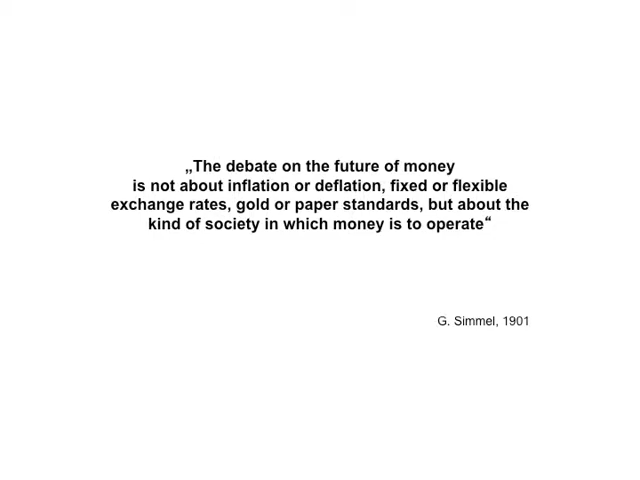 „The debate on the future of money
is not about inflation or deflation, fixed or flexible
exchange rates, gold or paper standards, but about the
kind of society in which money is to operate“
G. Simmel, 1901